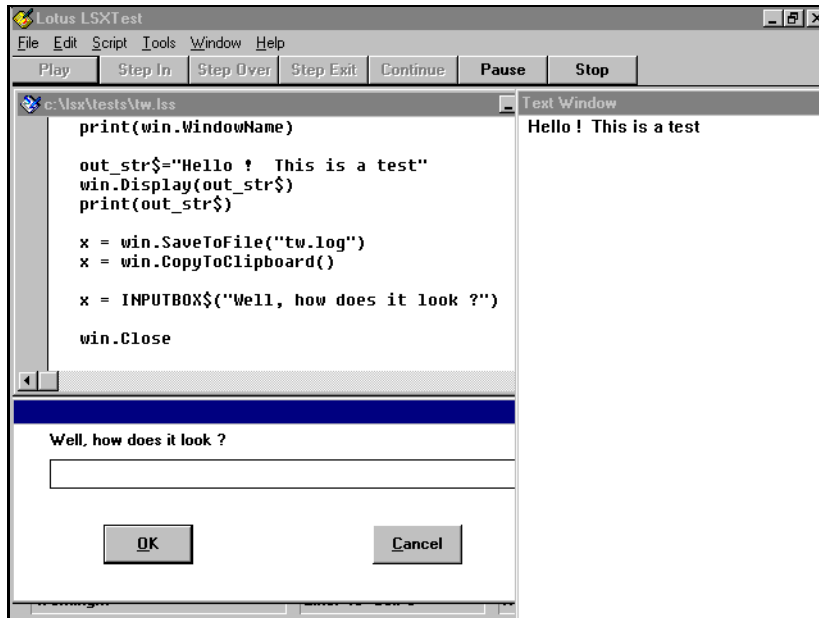 Lotus LSXTest
File Edit Script Tools Window Help
Play Step In Step Over Step Exit Continue Pause Stop
c:\lsx\tests\tw.lss
print(win.WindowName)
out_str$="Hello !  This is a test"
win.Display(out_str$)
print(out_str$)
x = win.SaveToFile("tw.log")
x = win.CopyToClipboard()
x = INPUTBOX$("Well, how does it look ?")
win.Close
Text Window
Hello !  This is a test
Well, how does it look ?
OK Cancel